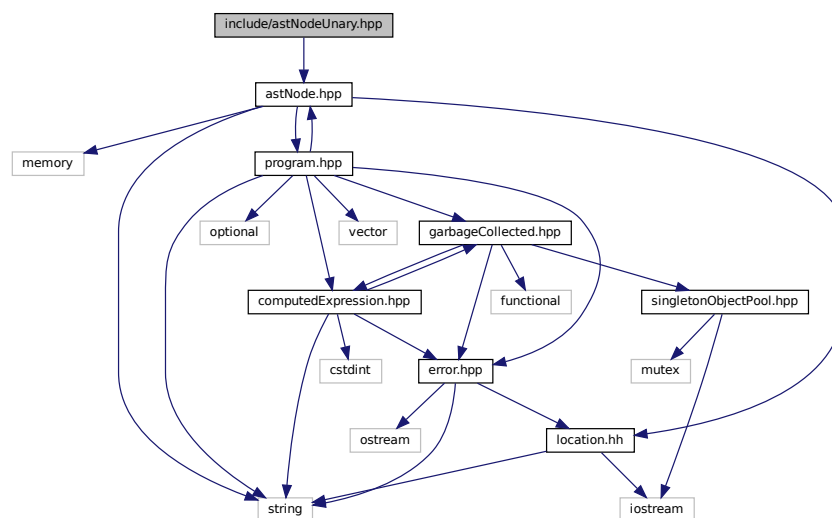 include/astNodeUnary.hpp
astNode.hpp
memory
program.hpp
optional
vector
garbageCollected.hpp
computedExpression.hpp
functional
singletonObjectPool.hpp
cstdint
error.hpp
mutex
ostream
location.hh
string
iostream